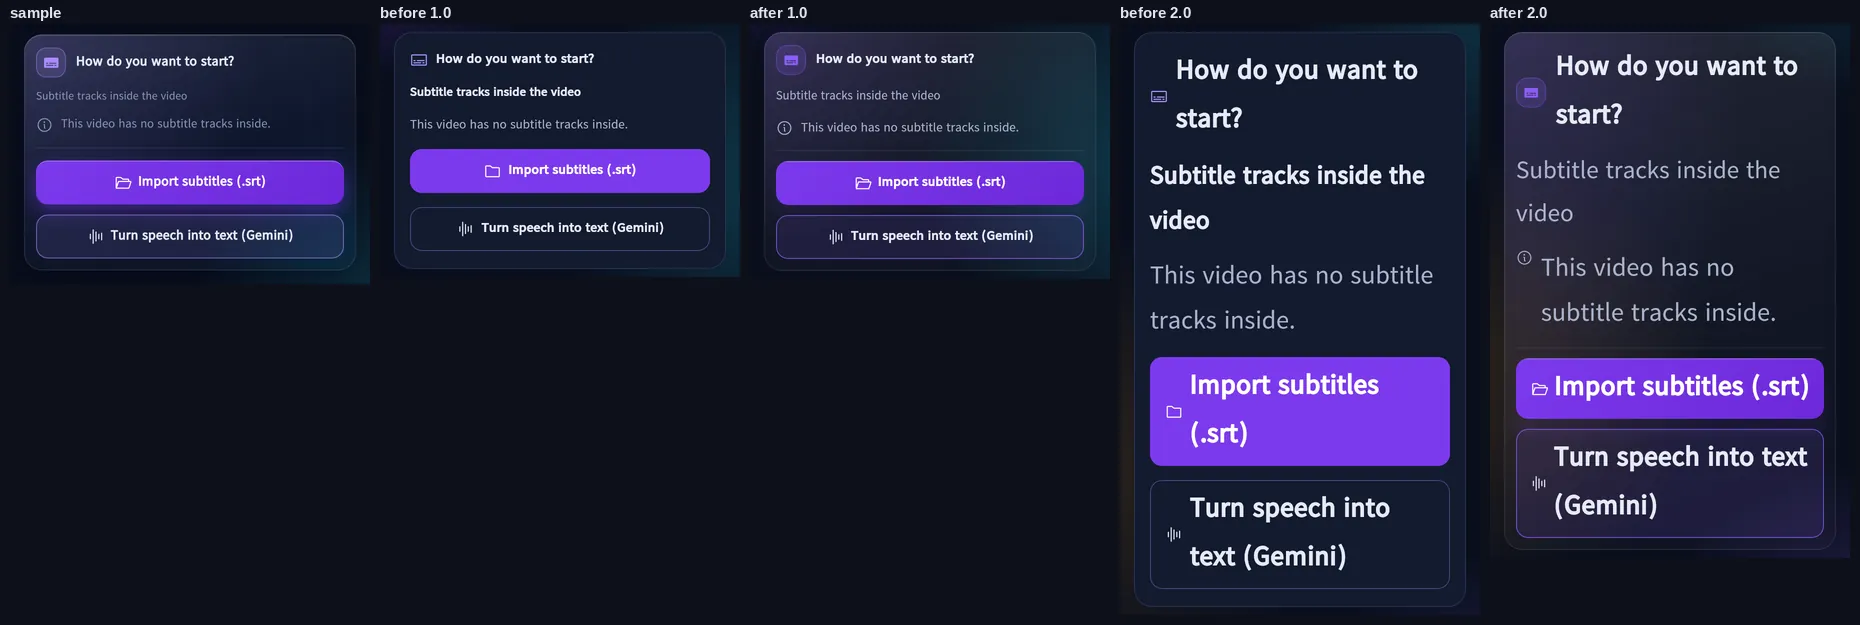 sample
How do you want to start?
Subtitle tracks inside the video
This video has no subtitle tracks inside.
Import subtitles (.srt)
Turn speech into text (Gemini)
before 1.0
How do you want to start?
Subtitle tracks inside the video
This video has no subtitle tracks inside.
Import subtitles (.srt)
Turn speech into text (Gemini)
after 1.0
How do you want to start?
Subtitle tracks inside the video
This video has no subtitle tracks inside.
Import subtitles (.srt)
Turn speech into text (Gemini)
before 2.0
How do you want to
start?
Subtitle tracks inside the
video
This video has no subtitle
tracks inside.
Import subtitles
(.srt)
Turn speech into
text (Gemini)
after 2.0
How do you want to
start?
Subtitle tracks inside the
video
This video has no
subtitle tracks inside.
Import subtitles (.srt)
Turn speech into text
(Gemini)